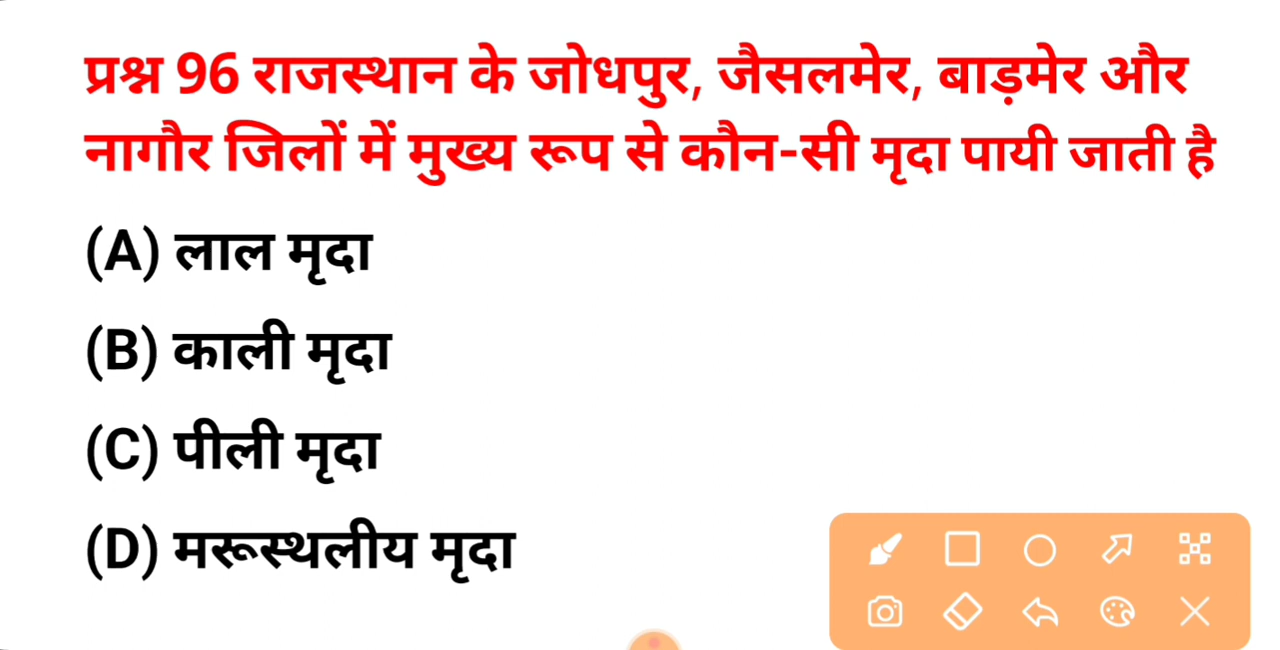 प्रश्न 96 राजस्थान के जोधपुर, जैसलमेर, बाड़मेर और
नागौर जिलों में मुख्य रूप से कौन-सी मृदा पायी जाती है
(A) लाल मृदा
(B) काली मृदा
(C) पीली मृदा
(D) मरूस्थलीय मृदा